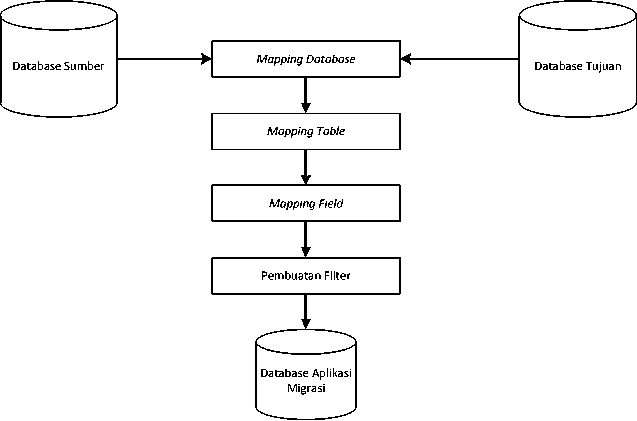 Database Sumber
Mapping Database
Database Tujuan
Mapping Table
Mapping Field
Pembuatan Filter
Database Aplikasi
Migrasi